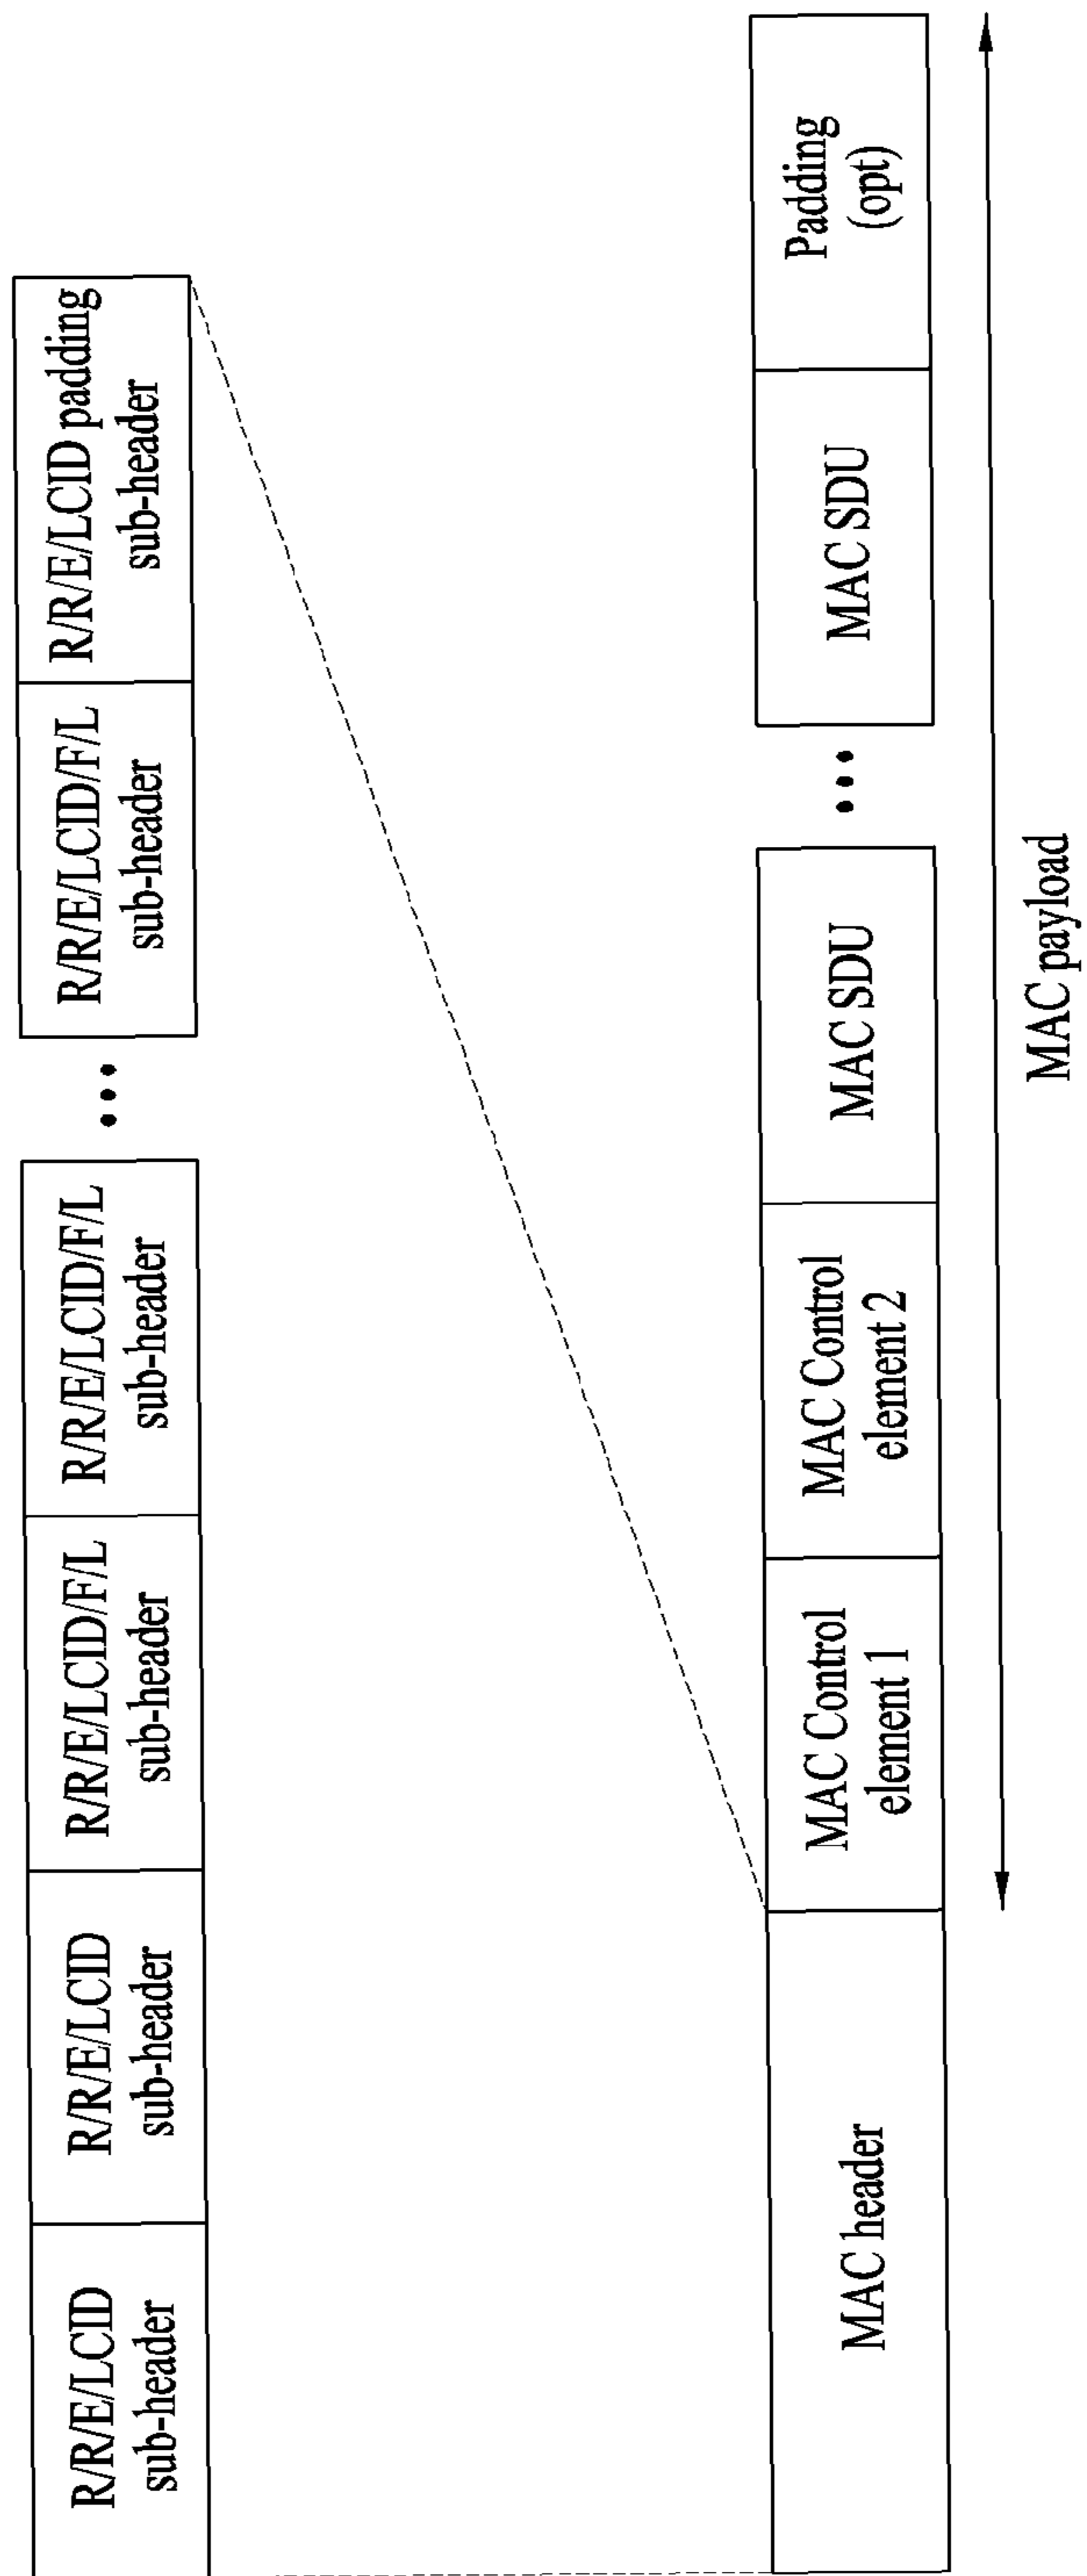 R/R/E/LCID
sub-header
R/R/E/LCID
sub-header
R/R/E/LCID/F/L
sub-header
R/R/E/LCID/F/L
sub-header
•••
R/R/E/LCID/F/L
sub-header
R/R/E/LCID padding
sub-header
MAC header
MAC Control
element 1
MAC Control
element 2
MAC SDU
•••
MAC SDU
Padding
(opt)
MAC payload